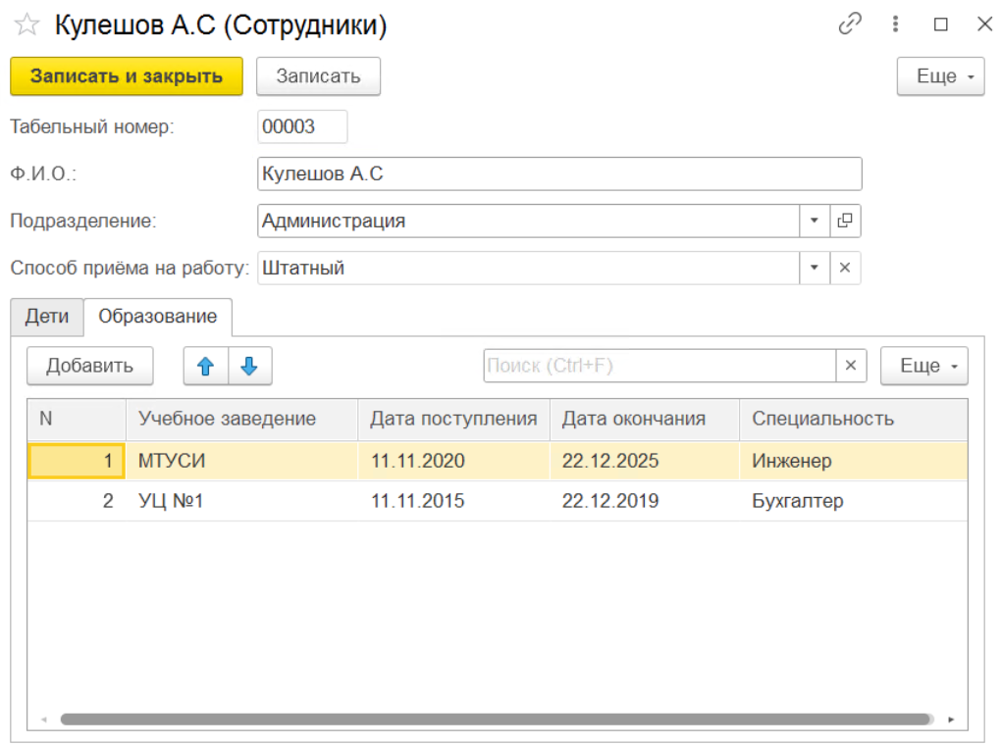 Кулешов А.С (Сотрудники)
Записать и закрыть Записать Еще
Табельный номер: 00003
Ф.И.О.: Кулешов А.С
Подразделение: Администрация
Способ приёма на работу: Штатный
Дети Образование
Добавить Поиск (Ctrl+F) Еще
N Учебное заведение Дата поступления Дата окончания Специальность
1 МТУСИ 11.11.2020 22.12.2025 Инженер
2 УЦ №1 11.11.2015 22.12.2019 Бухгалтер